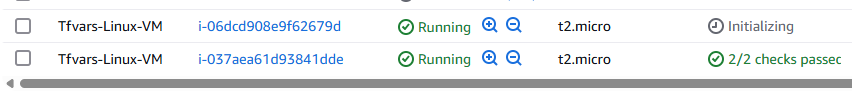 Tfvars-Linux-VM i-06dcd908e9f62679d Running t2.micro Initializing
Tfvars-Linux-VM i-037aea61d93841dde Running t2.micro 2/2 checks passec